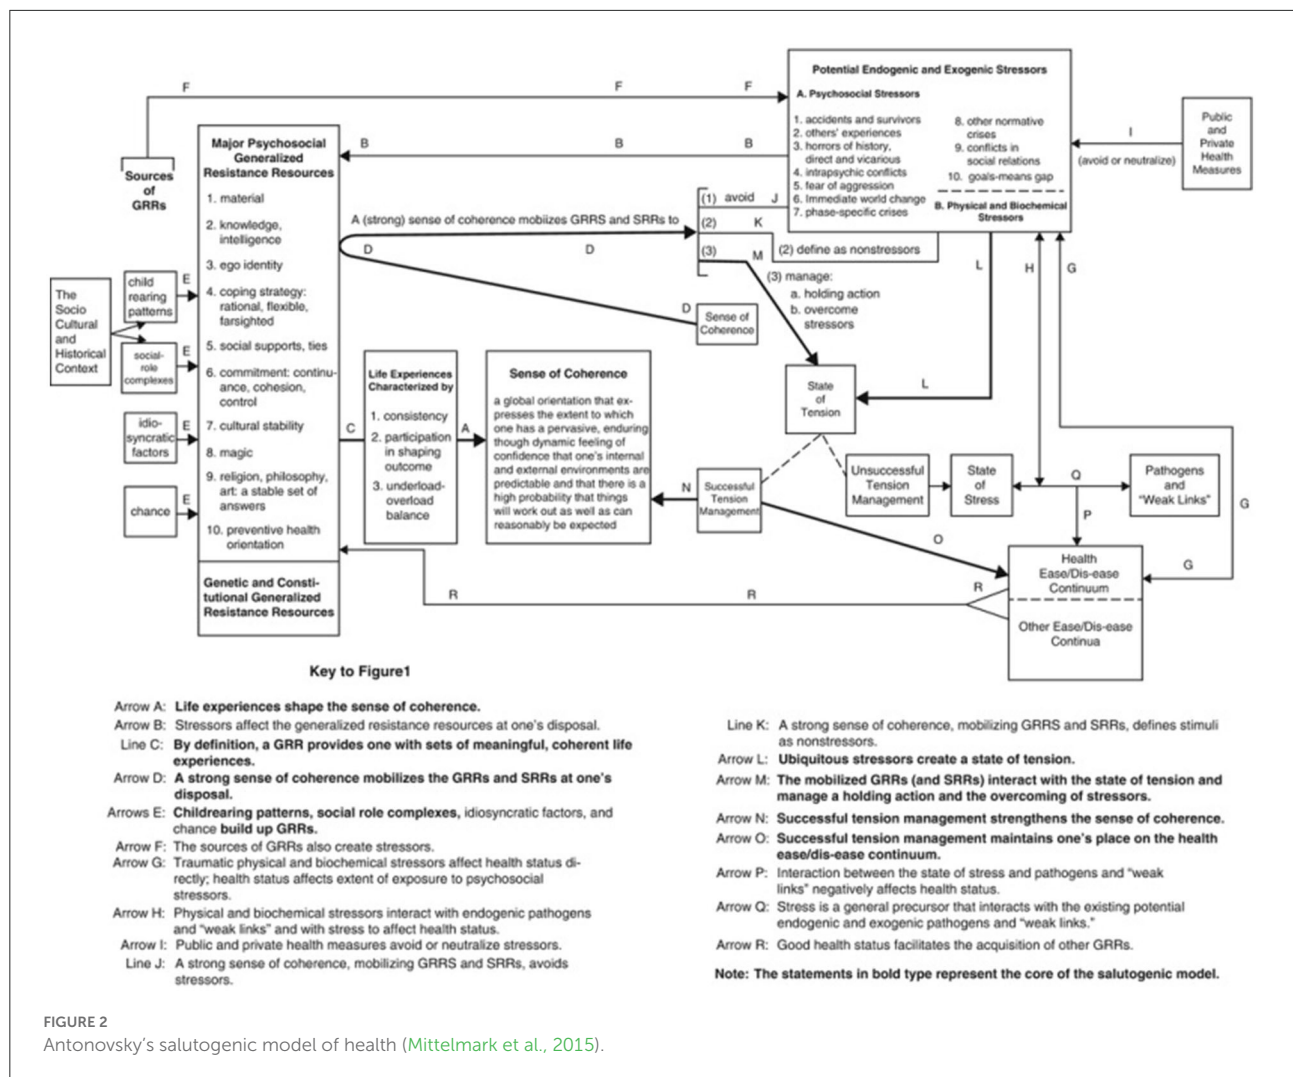 F
F
F
Potential Endogenic and Exogenic Stressors
A. Psychosocial Stressors
1. accidents and survivors
2. others' experiences
3. horrors of history,
direct and vicarious
4. intrapsychic conflicts
5. fear of aggression
6. Immediate world change
7. phase-specific crises
8. other normative
crises
9. conflicts in
social relations
10. goals-means gap
B. Physical and Biochemical
Stressors
I
(avoid or neutralize)
Public
and
Private
Health
Measures
Sources
of
GRRs
Major Psychosocial
Generalized
Resistance Resources
1. material
2. knowledge,
intelligence
3. ego identity
4. coping strategy:
rational, flexible,
farsighted
5. social supports, ties
6. commitment: continu-
ance, cohesion,
control
7. cultural stability
8. magic
9. religion, philosophy,
art: a stable set of
answers
10. preventive health
orientation
Genetic and Consti-
tutional Generalized
Resistance Resources
B
B
B
A (strong) sense of coherence mobiizes GRRS and SRRs to
D
D
D
(1) avoid
J
(2)
K
(3)
M
(2) define as nonstressors
(3) manage:
a. holding action
b. overcome
stressors
L
H
G
Sense of
Coherence
The
Socio
Cultural
and
Historical
Context
child
rearing
patterns
E
social-
role
complexes
E
idio-
syncratic
factors
E
chance
E
C
Life Experiences
Characterized by
1. consistency
2. participation
in shaping
outcome
3. underload-
overload
balance
A
Sense of Coherence
a global orientation that ex-
presses the extent to which
one has a pervasive, enduring
though dynamic feeling of
confidence that one's internal
and external environments are
predictable and that there is a
high probability that things
will work out as well as can
reasonably be expected
State
of
Tension
L
N
Successful
Tension
Management
Unsuccessful
Tension
Management
State
of
Stress
Q
Pathogens
and
"Weak Links"
P
G
O
G
Health
Ease/Dis-ease
Continuum
Other Ease/Dis-ease
Continua
R
R
R
Key to Figure1
Arrow A: Life experiences shape the sense of coherence.
Arrow B: Stressors affect the generalized resistance resources at one's disposal.
Line C: By definition, a GRR provides one with sets of meaningful, coherent life
experiences.
Arrow D: A strong sense of coherence mobilizes the GRRs and SRRs at one's
disposal.
Arrows E: Childrearing patterns, social role complexes, idiosyncratic factors, and
chance build up GRRs.
Arrow F: The sources of GRRs also create stressors.
Arrow G: Traumatic physical and biochemical stressors affect health status di-
rectly; health status affects extent of exposure to psychosocial
stressors.
Arrow H: Physical and biochemical stressors interact with endogenic pathogens
and "weak links" and with stress to affect health status.
Arrow I: Public and private health measures avoid or neutralize stressors.
Line J: A strong sense of coherence, mobilizing GRRS and SRRs, avoids
stressors.
Line K: A strong sense of coherence, mobilizing GRRS and SRRs, defines stimuli
as nonstressors.
Arrow L: Ubiquitous stressors create a state of tension.
Arrow M: The mobilized GRRs (and SRRs) interact with the state of tension and
manage a holding action and the overcoming of stressors.
Arrow N: Successful tension management strengthens the sense of coherence.
Arrow O: Successful tension management maintains one's place on the health
ease/dis-ease continuum.
Arrow P: Interaction between the state of stress and pathogens and "weak
links" negatively affects health status.
Arrow Q: Stress is a general precursor that interacts with the existing potential
endogenic and exogenic pathogens and "weak links."
Arrow R: Good health status facilitates the acquisition of other GRRs.
Note: The statements in bold type represent the core of the salutogenic model.
FIGURE 2
Antonovsky's salutogenic model of health (Mittelmark et al., 2015).